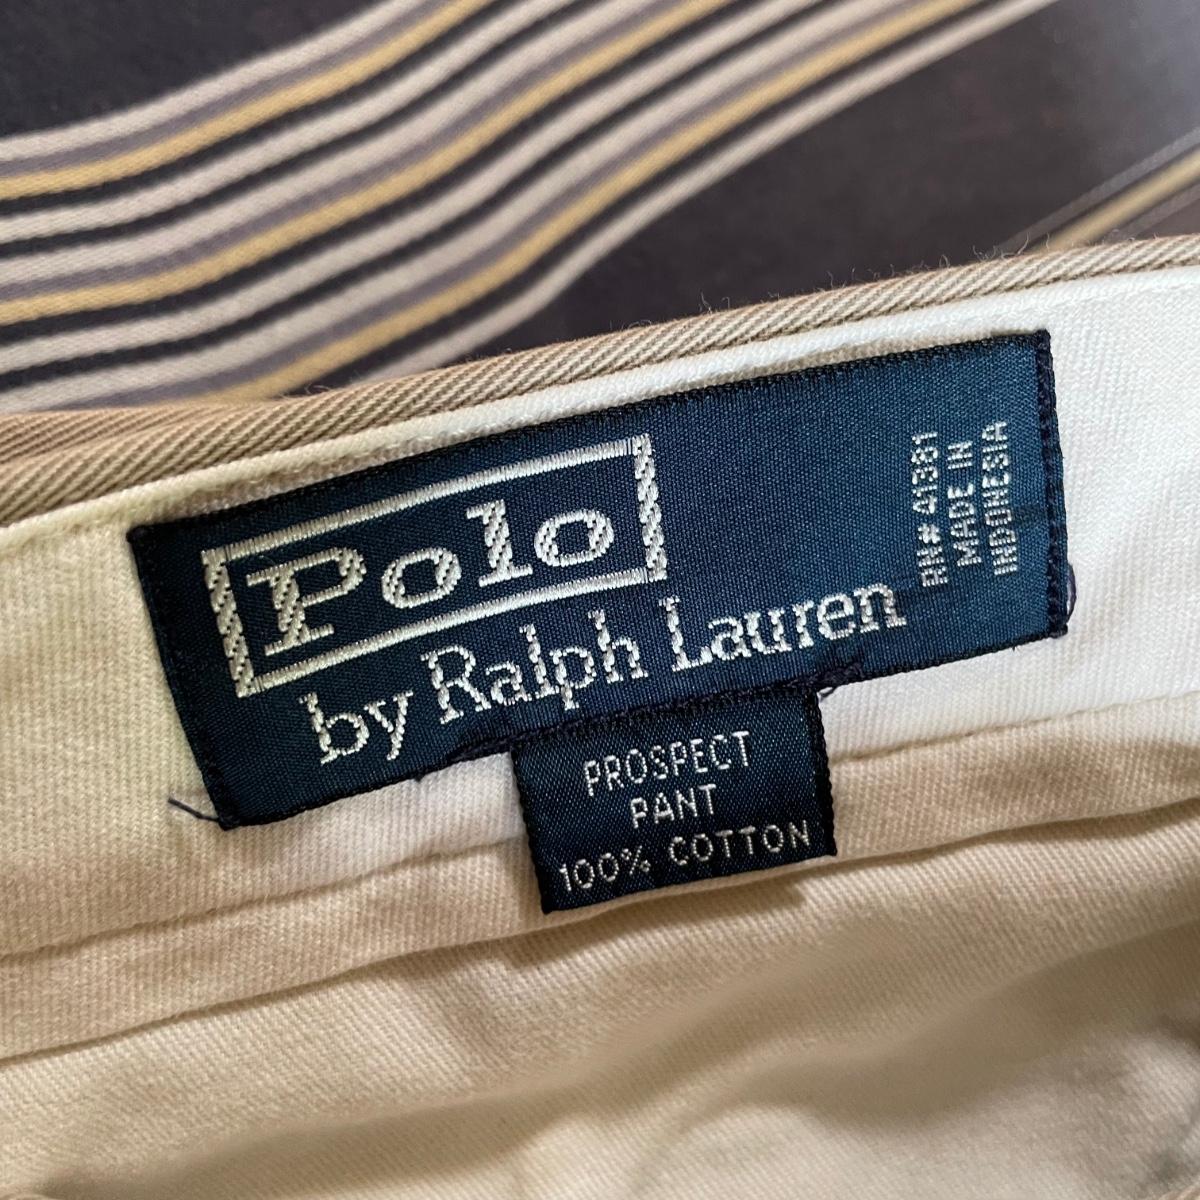 Polo
by Ralph Lauren
RN# 41381
MADE IN
INDONESIA
PROSPECT
PANT
100% COTTON